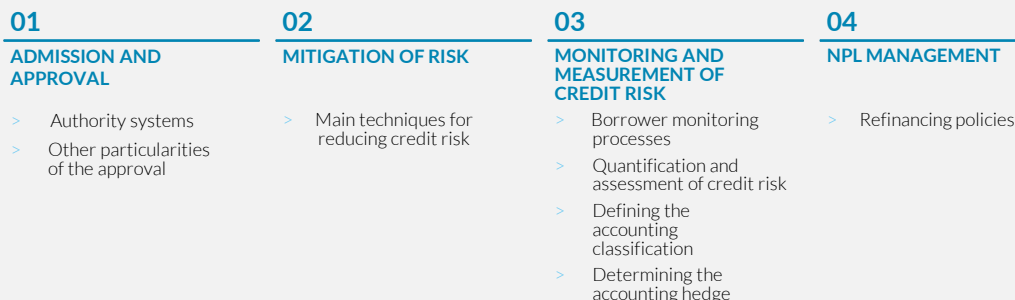 01
ADMISSION AND
APPROVAL
> Authority systems
> Other particularities
of the approval
02
MITIGATION OF RISK
> Main techniques for
reducing credit risk
03
MONITORING AND
MEASUREMENT OF
CREDIT RISK
> Borrower monitoring
processes
> Quantification and
assessment of credit risk
> Defining the
accounting
classification
> Determining the
accounting hedge
04
NPL MANAGEMENT
> Refinancing policies